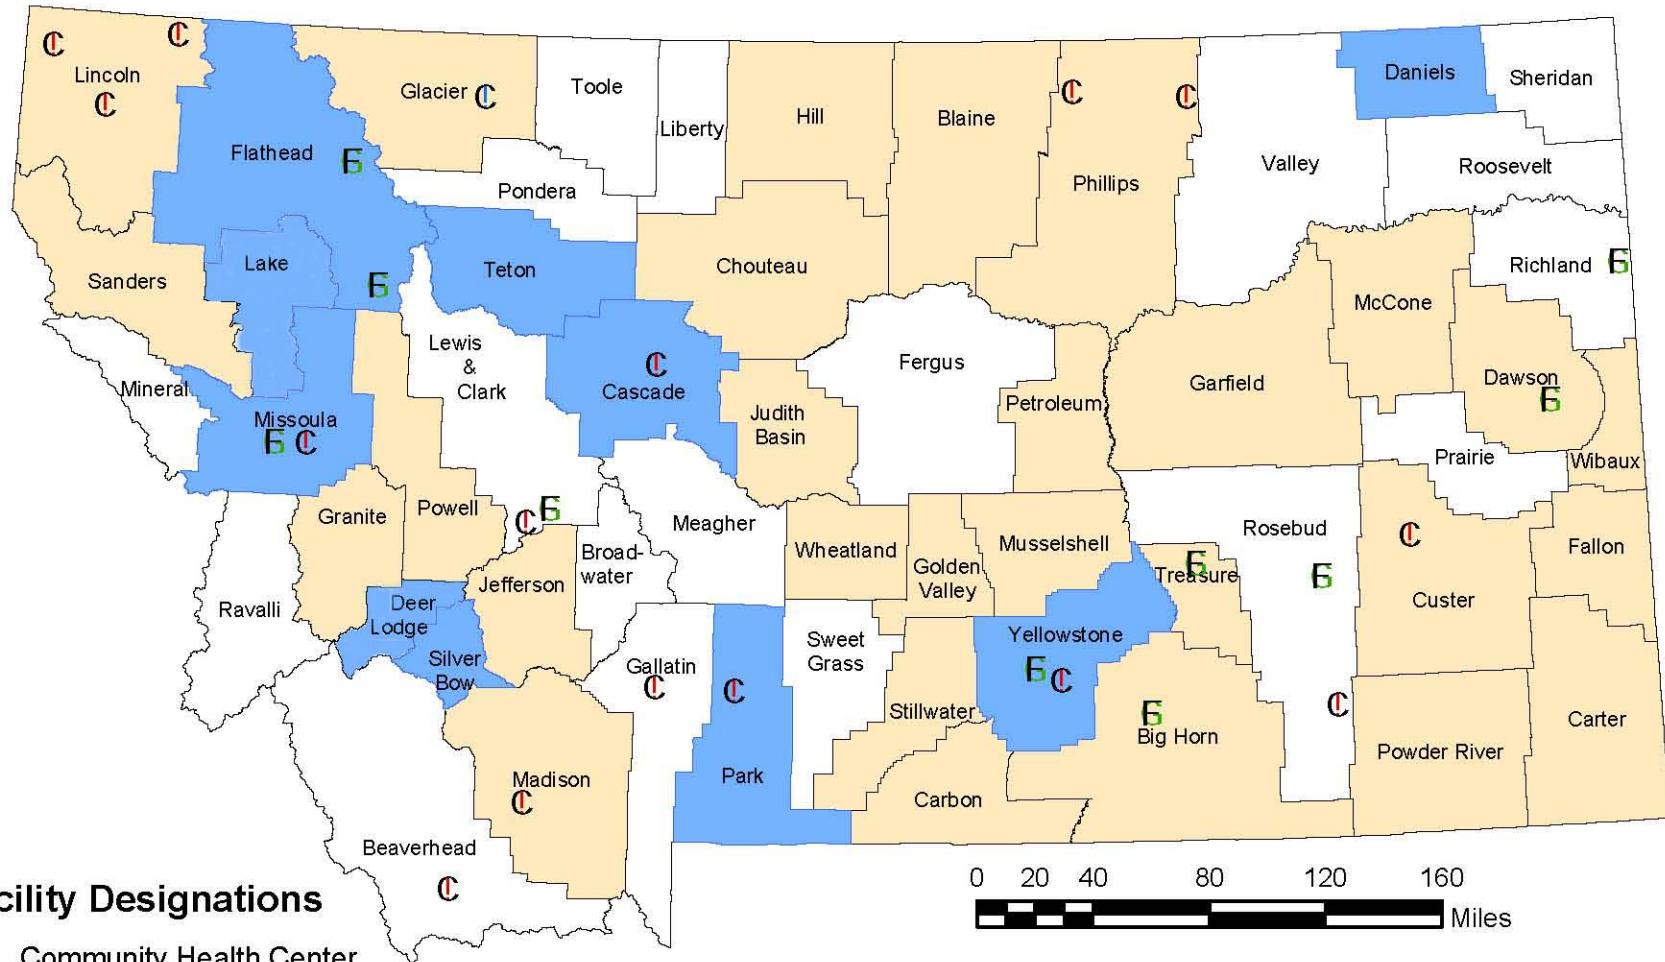 Lincoln
Glacier
Toole
Liberty
Hill
Blaine
Phillips
Valley
Daniels
Sheridan
Roosevelt
Flathead
Pondera
Sanders
Lake
Teton
Chouteau
McCone
Richland
Mineral
Lewis
&
Clark
Cascade
Judith
Basin
Fergus
Petroleum
Garfield
Dawson
Missoula
Prairie
Wibaux
Granite
Powell
Meagher
Wheatland
Golden
Valley
Musselshell
Rosebud
Treasure
Custer
Fallon
Ravalli
Deer
Lodge
Silver
Bow
Jefferson
Broad-
water
Gallatin
Sweet
Grass
Yellowstone
Stillwater
Big Horn
Powder River
Carter
Madison
Park
Carbon
Beaverhead
cility Designations
Community Health Center
0 20 40 80 120 160
Miles